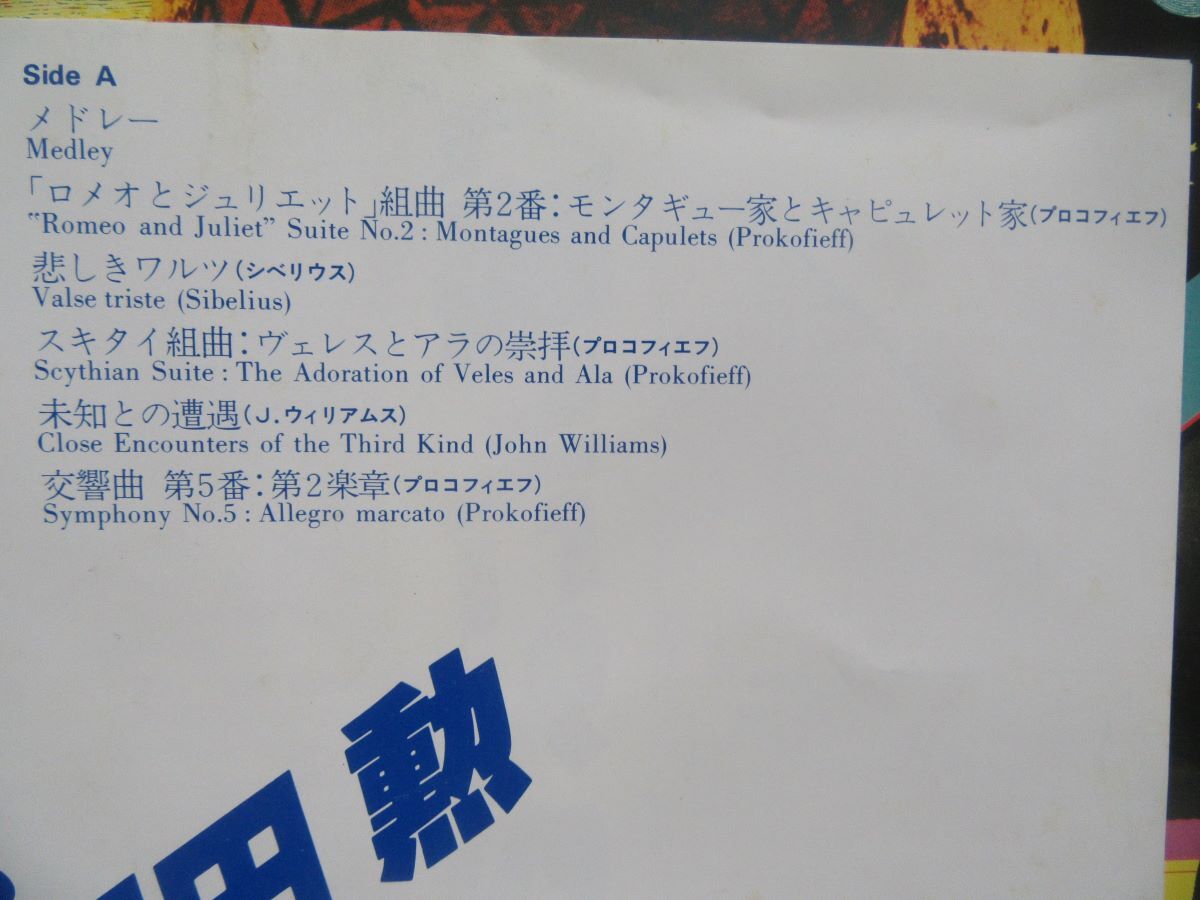 Side A
メドレー
Medley
「ロメオとジュリエット」組曲 第2番：モンタギュー家とキャピュレット家(プロコフィエフ)
"Romeo and Juliet" Suite No.2 : Montagues and Capulets (Prokofieff)
悲しきワルツ(シベリウス)
Valse triste (Sibelius)
スキタイ組曲：ヴェレスとアラの崇拝(プロコフィエフ)
Scythian Suite : The Adoration of Veles and Ala (Prokofieff)
未知との遭遇(J.ウィリアムス)
Close Encounters of the Third Kind (John Williams)
交響曲 第5番：第2楽章(プロコフィエフ)
Symphony No.5 : Allegro marcato (Prokofieff)
田勲